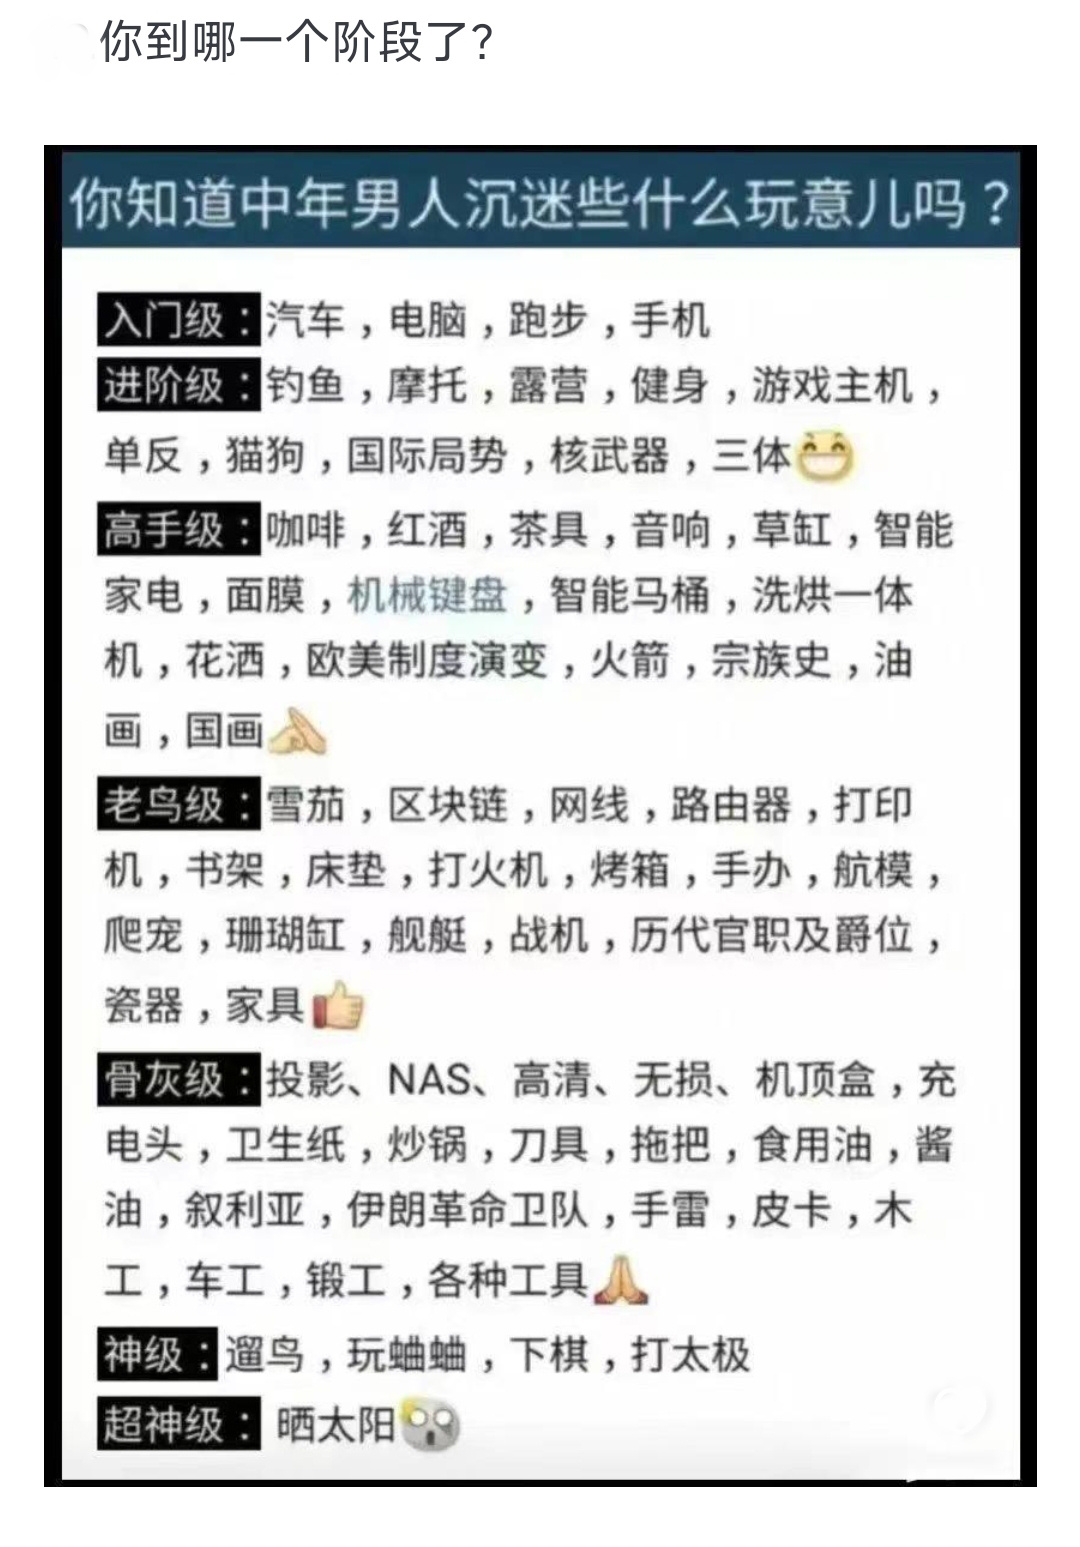 你到哪一个阶段了？
你知道中年男人沉迷些什么玩意儿吗？
入门级：汽车，电脑，跑步，手机
进阶级：钓鱼，摩托，露营，健身，游戏主机，
单反，猫狗，国际局势，核武器，三体
高手级：咖啡，红酒，茶具，音响，草缸，智能
家电，面膜，机械键盘，智能马桶，洗烘一体
机，花洒，欧美制度演变，火箭，宗族史，油
画，国画
老鸟级：雪茄，区块链，网线，路由器，打印
机，书架，床垫，打火机，烤箱，手办，航模，
爬宠，珊瑚缸，舰艇，战机，历代官职及爵位，
瓷器，家具
骨灰级：投影、NAS、高清、无损、机顶盒，充
电头，卫生纸，炒锅，刀具，拖把，食用油，酱
油，叙利亚，伊朗革命卫队，手雷，皮卡，木
工，车工，锻工，各种工具
神级：遛鸟，玩蛐蛐，下棋，打太极
超神级：晒太阳